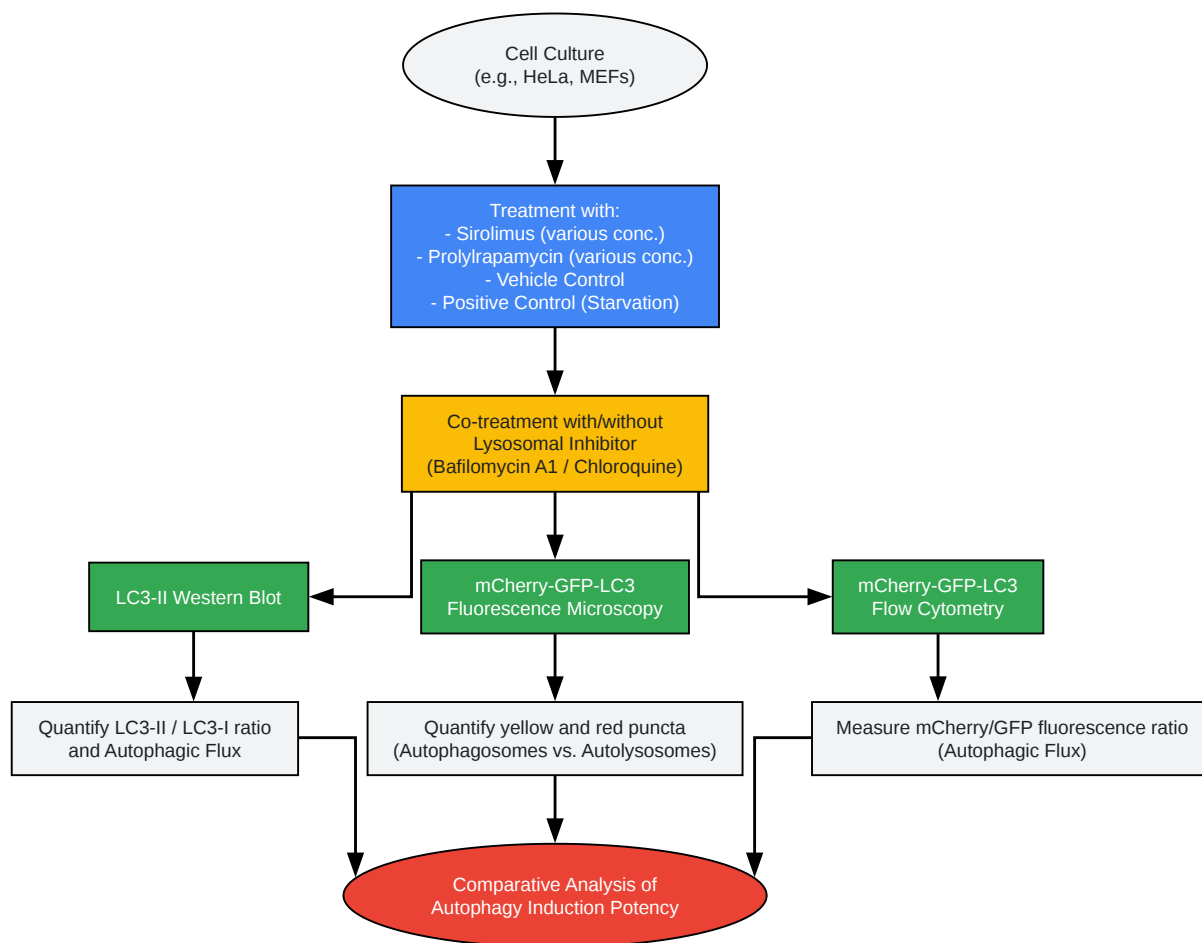 Cell Culture
(e.g., HeLa, MEFs)
Treatment with:
- Sirolimus (various conc.)
- Prolylrapamycin (various conc.)
- Vehicle Control
- Positive Control (Starvation)
Co-treatment with/without
Lysosomal Inhibitor
(Bafilomycin A1 / Chloroquine)
LC3-II Western Blot
mCherry-GFP-LC3
Fluorescence Microscopy
mCherry-GFP-LC3
Flow Cytometry
Quantify LC3-II / LC3-I ratio
and Autophagic Flux
Quantify yellow and red puncta
(Autophagosomes vs. Autolysosomes)
Measure mCherry/GFP fluorescence ratio
(Autophagic Flux)
Comparative Analysis of
Autophagy Induction Potency